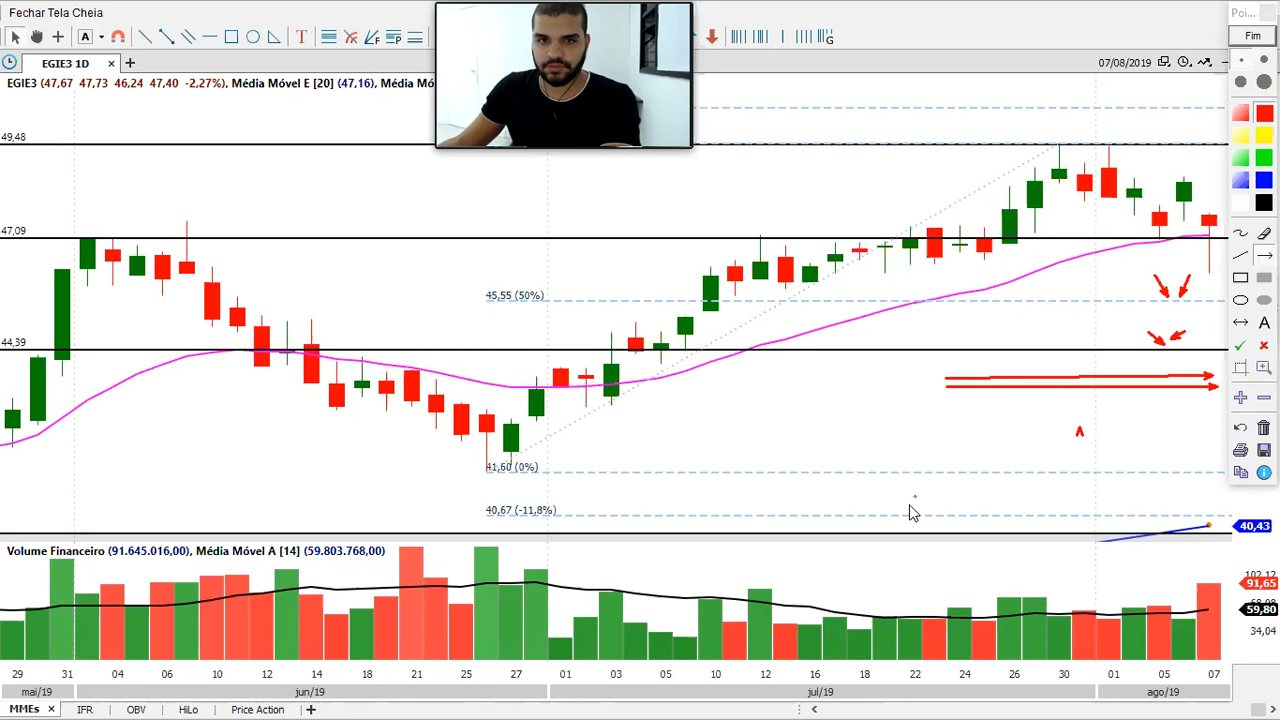 Fechar Tela Cheia
Poi...
A
T
F
P
G
Fim
EGIE3 1D
07/08/2019
EGIE3 (47,67 47,73 46,24 47,40 -2,27%), Média Móvel E [20] (47,16), Média Mó
49,48
47,09
45,55 (50%)
44,39
A
41,60 (0%)
40,67 (-11,8%)
40,43
Volume Financeiro (91.645.016,00), Média Móvel A [14] (59.803.768,00)
102,12
91,65
59,80
34,04
29 31 04 06 10 12 14 18 24 26 27 01 03 05 10 12 16 18 22 24 26 30 01 05 07
mai/19 jun/19 jul/19 ago/19
MMEs IFR OBV HiLo Price Action